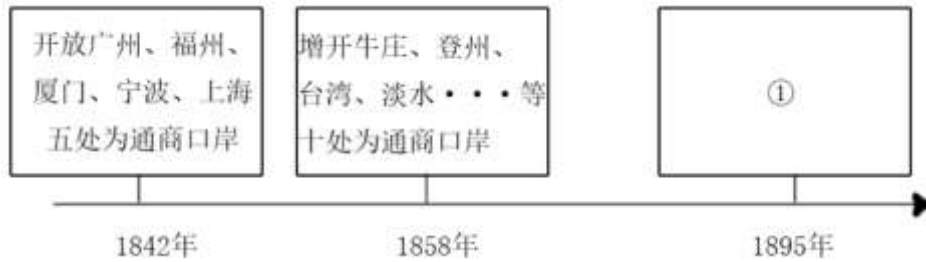 开放广州、福州、
厦门、宁波、上海
五处为通商口岸
增开牛庄、登州、
台湾、淡水···等
十处为通商口岸
①
1842年
1858年
1895年